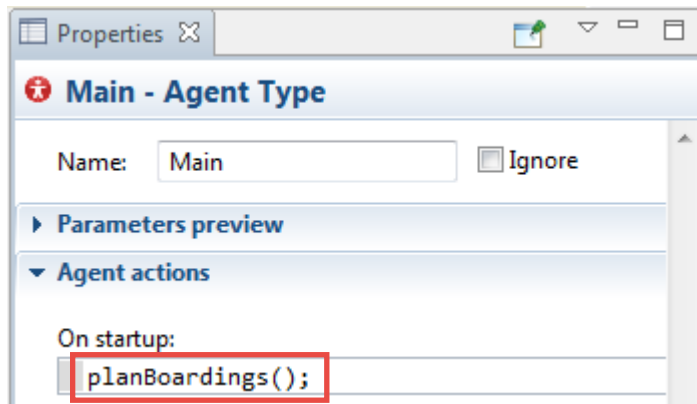 Properties
Main - Agent Type
Name: Main Ignore
Parameters preview
Agent actions
On startup:
planBoardings();